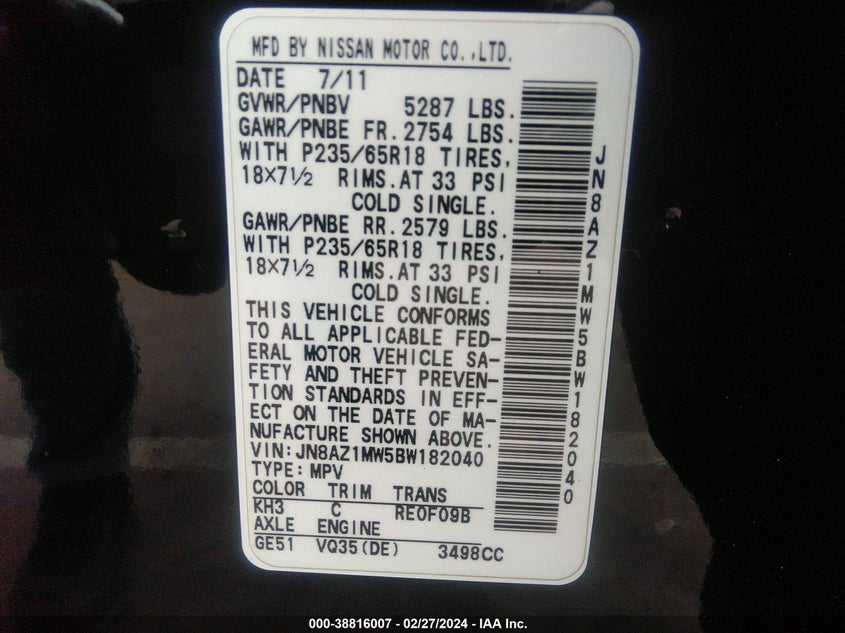 MFD BY NISSAN MOTOR CO.,LTD.
DATE 7/11
GVWR/PNBV 5287 LBS.
GAWR/PNBE FR.2754 LBS.
WITH P235/65R18 TIRES,
18×7½ RIMS.AT 33 PSI
COLD SINGLE.
GAWR/PNBE RR.2579 LBS.
WITH P235/65R18 TIRES,
18×7½ RIMS.AT 33 PSI
COLD SINGLE.
THIS VEHICLE CONFORMS
TO ALL APPLICABLE FED-
ERAL MOTOR VEHICLE SA-
FETY AND THEFT PREVEN-
TION STANDARDS IN EFF-
ECT ON THE DATE OF MA-
NUFACTURE SHOWN ABOVE.
VIN:JN8AZ1MW5BW182040
TYPE:MPV
COLOR TRIM TRANS
KH3 C RE0F09B
AXLE ENGINE
GE51 VQ35(DE) 3498CC
JN8AZ1MW5BW182040
000-38816007 - 02/27/2024 - IAA Inc.